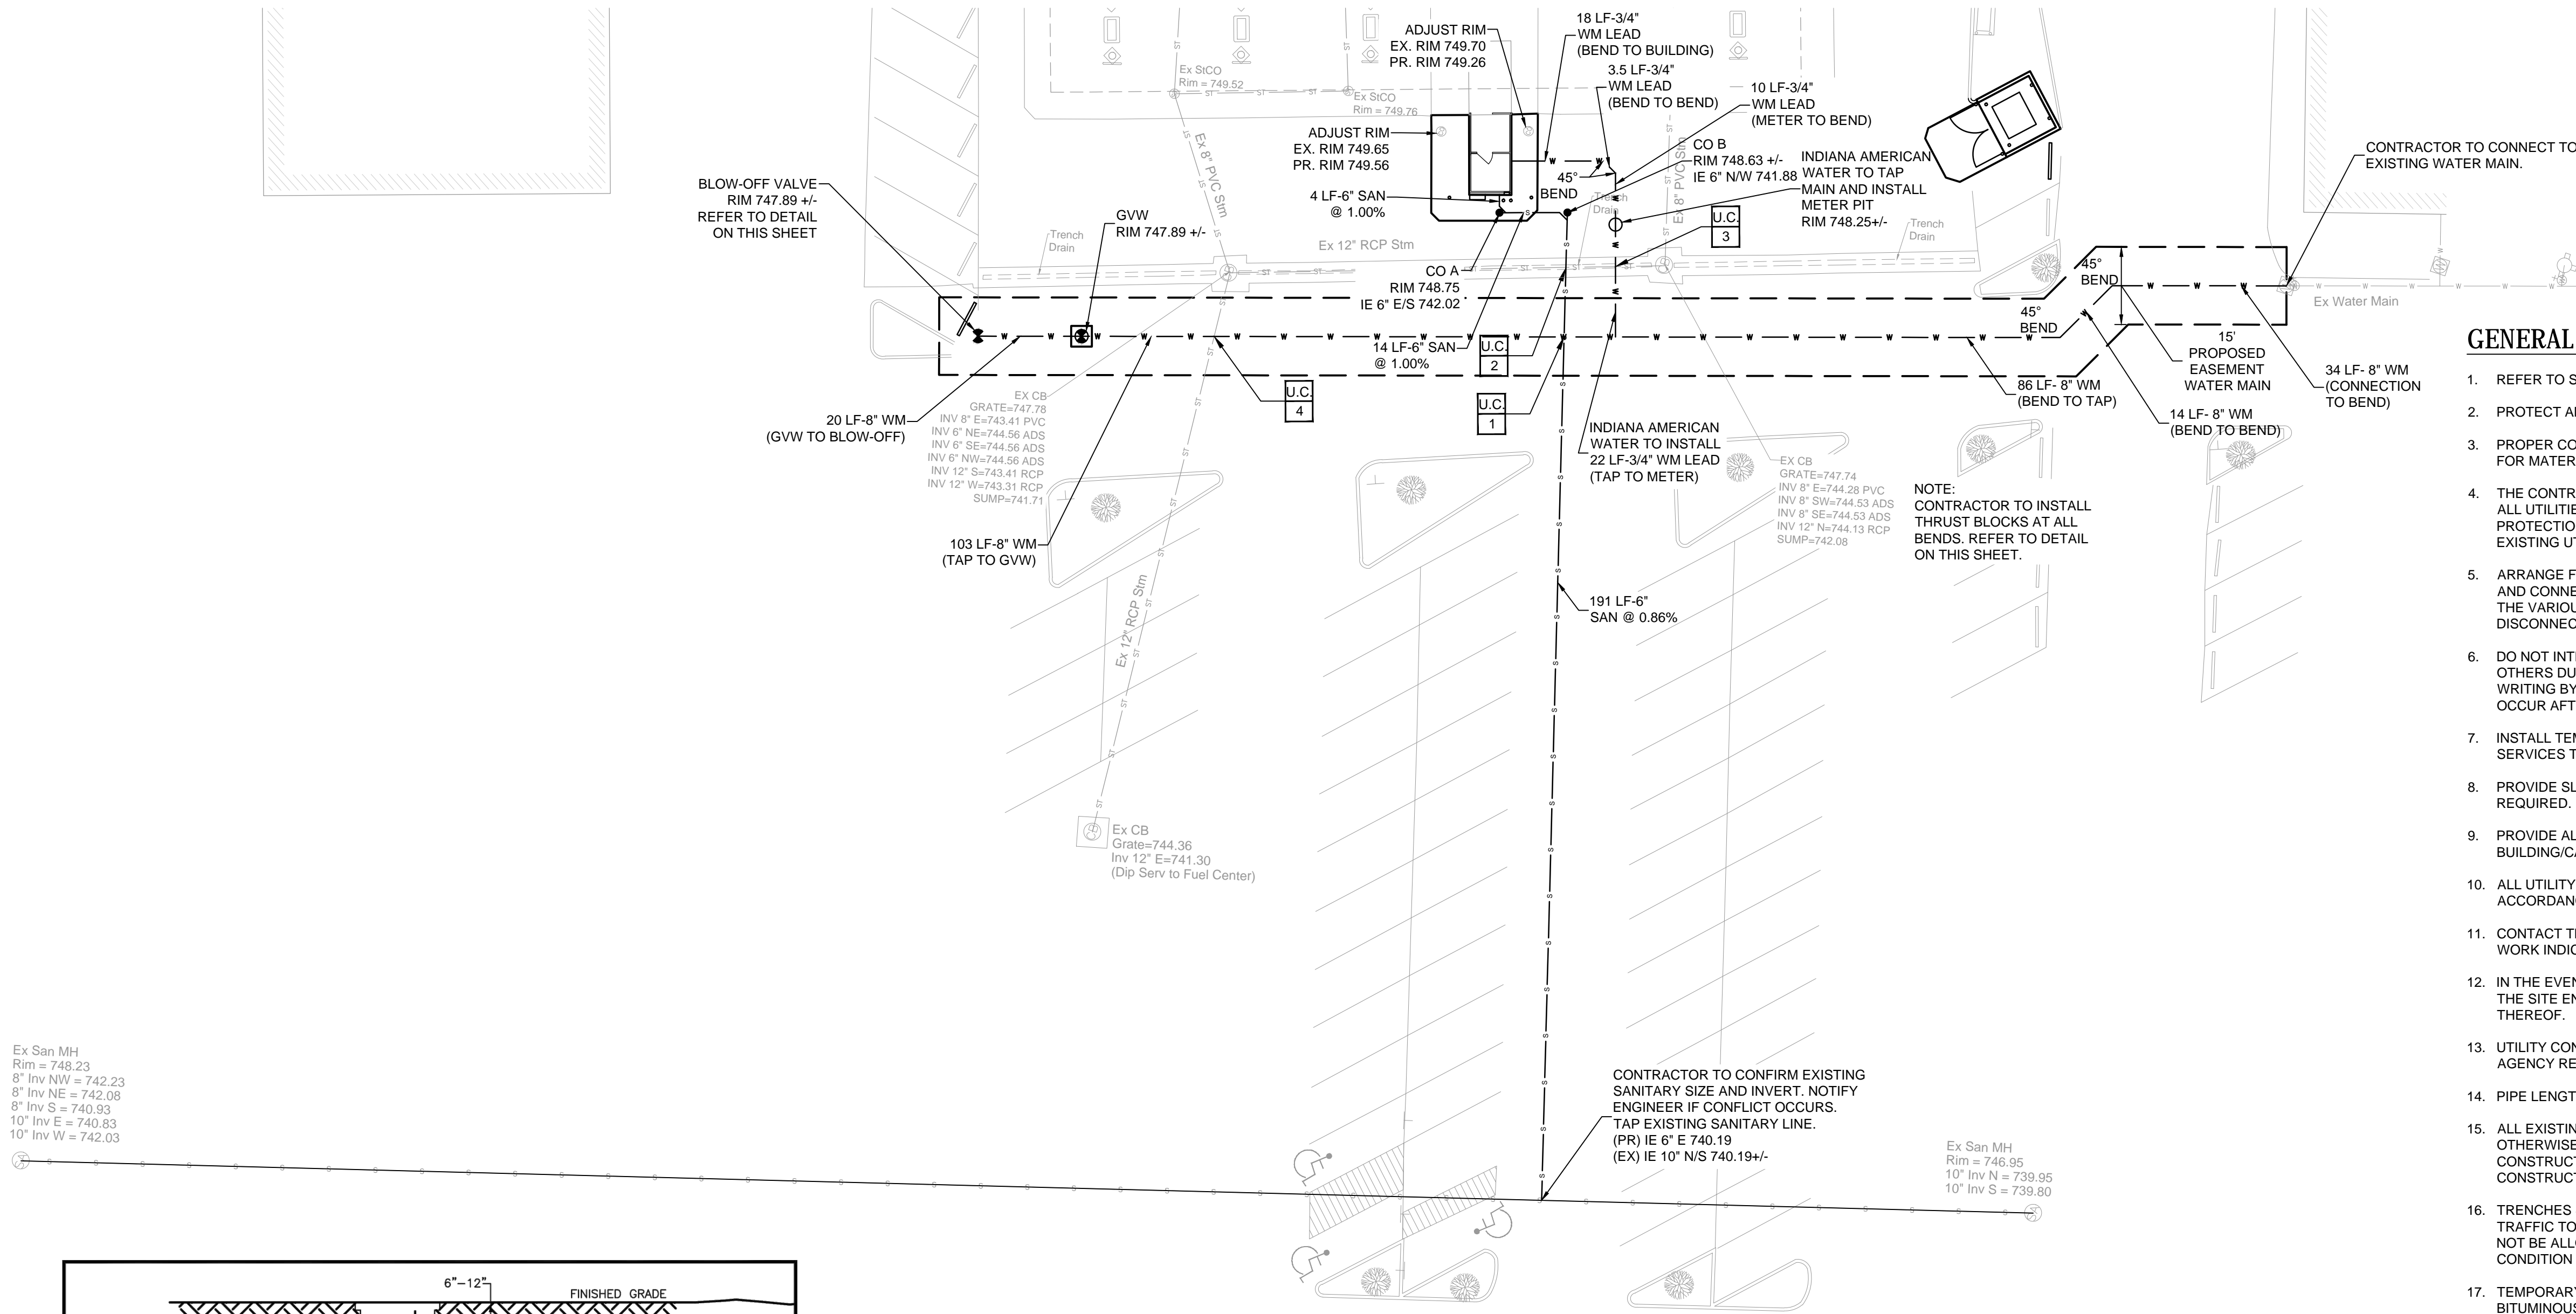 18 LF-3/4"
WM LEAD
(BEND TO BUILDING)
ADJUST RIM
EX. RIM 749.70
PR. RIM 749.26
3.5 LF-3/4"
WM LEAD
(BEND TO BEND)
10 LF-3/4"
WM LEAD
(METER TO BEND)
Ex StCO
Rim = 749.52
Ex StCO
Rim = 749.76
ADJUST RIM
EX. RIM 749.65
PR. RIM 749.56
CO B
RIM 748.63 +/-
IE 6" N/W 741.88
INDIANA AMERICAN
WATER TO TAP
MAIN AND INSTALL
METER PIT
RIM 748.25+/-
CONTRACTOR TO CONNECT TO
EXISTING WATER MAIN.
Ex 8" PVC Stm
Ex 8" PVC Stm
45°
BEND
4 LF-6" SAN
@ 1.00%
BLOW-OFF VALVE
RIM 747.89 +/-
REFER TO DETAIL
ON THIS SHEET
GVW
RIM 747.89 +/-
Trench
Drain
Trench
Drain
Trench
Drain
Ex 12" RCP Stm
U.C.
3
CO A
RIM 748.75
IE 6" E/S 742.02
45°
BEND
45°
BEND
Ex Water Main
15'
PROPOSED
EASEMENT
WATER MAIN
34 LF- 8" WM
(CONNECTION
TO BEND)
14 LF-6" SAN
@ 1.00%
U.C.
2
U.C.
4
U.C.
1
86 LF- 8" WM
(BEND TO TAP)
14 LF- 8" WM
(BEND TO BEND)
20 LF-8" WM
(GVW TO BLOW-OFF)
EX CB
GRATE=747.78
INV 8" E=743.41 PVC
INV 6" NE=744.56 ADS
INV 6" SE=744.56 ADS
INV 6" NW=744.56 ADS
INV 12" S=743.41 RCP
INV 12" W=743.31 RCP
SUMP=741.71
INDIANA AMERICAN
WATER TO INSTALL
22 LF-3/4" WM LEAD
(TAP TO METER)
EX CB
GRATE=747.74
INV 8" E=744.28 PVC
INV 8" SW=744.53 ADS
INV 8" SE=744.53 ADS
INV 12" N=744.13 RCP
SUMP=742.08
NOTE:
CONTRACTOR TO INSTALL
THRUST BLOCKS AT ALL
BENDS. REFER TO DETAIL
ON THIS SHEET.
103 LF-8" WM
(TAP TO GVW)
Ex 12" RCP Stm
191 LF-6"
SAN @ 0.86%
Ex CB
Grate=744.36
Inv 12" E=741.30
(Dip Serv to Fuel Center)
Ex San MH
Rim = 748.23
8" Inv NW = 742.23
8" Inv NE = 742.08
8" Inv S = 740.93
10" Inv E = 740.83
10" Inv W = 742.03
CONTRACTOR TO CONFIRM EXISTING
SANITARY SIZE AND INVERT. NOTIFY
ENGINEER IF CONFLICT OCCURS.
TAP EXISTING SANITARY LINE.
(PR) IE 6" E 740.19
(EX) IE 10" N/S 740.19+/-
Ex San MH
Rim = 746.95
10" Inv N = 739.95
10" Inv S = 739.80
6"-12"
FINISHED GRADE
GENERAL
1. REFER TO S
2. PROTECT
3. PROPER CO
FOR MATER
4. THE CONTR
ALL UTILITIE
PROTECTIO
EXISTING
5. ARRANGE F
AND CONNE
THE VARIOU
DISCONNEC
6. DO NOT INT
OTHERS DU
WRITING BY
OCCUR AFT
7. INSTALL TEM
SERVICES T
8. PROVIDE SL
REQUIRED.
9. PROVIDE AL
BUILDING/CA
10. ALL UTILITY
ACCORDAN
11. CONTACT T
WORK INDIC
12. IN THE EVEN
THE SITE EN
THEREOF.
13. UTILITY CON
AGENCY RE
14. PIPE LENGT
15. ALL EXISTIN
OTHERWISE
CONSTRUCT
CONSTRUCT
16. TRENCHES
TRAFFIC TO
NOT BE ALL
CONDITION
17. TEMPORARY
BITUMINOUS